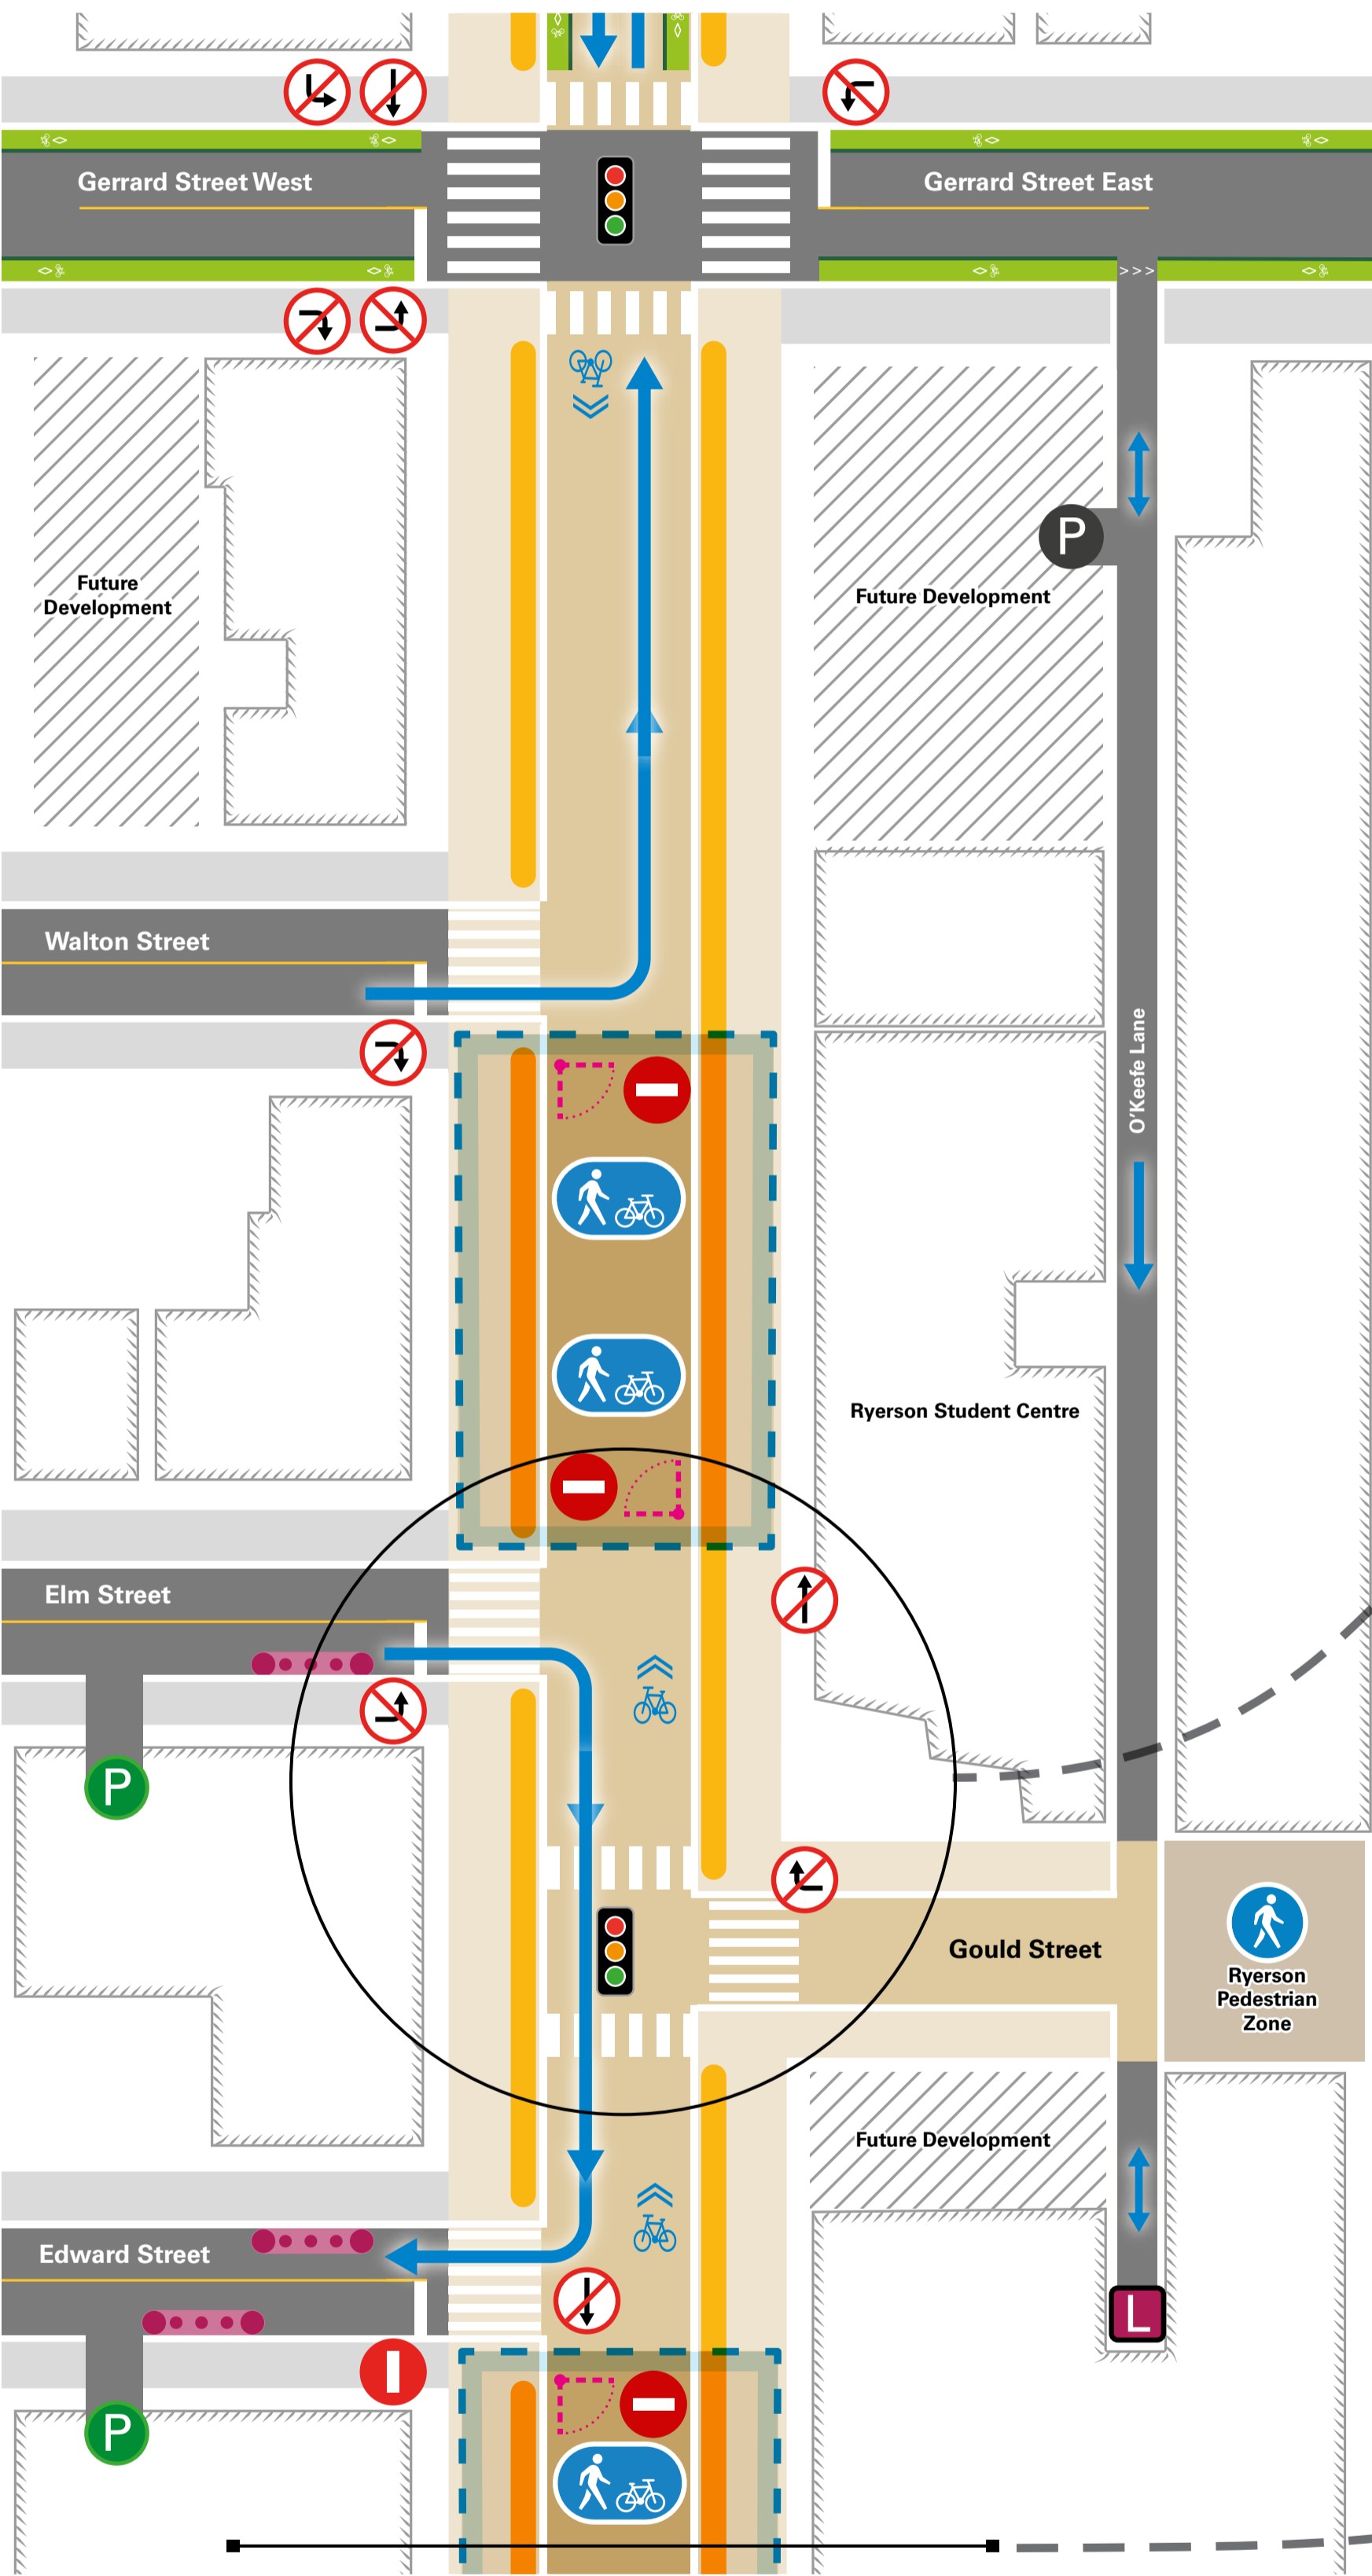 Gerrard Street West
Gerrard Street East
> > >
P
Future
Development
Future Development
Walton Street
O'Keefe Lane
Ryerson Student Centre
Elm Street
P
Gould Street
Ryerson
Pedestrian
Zone
Future Development
Edward Street
L
P